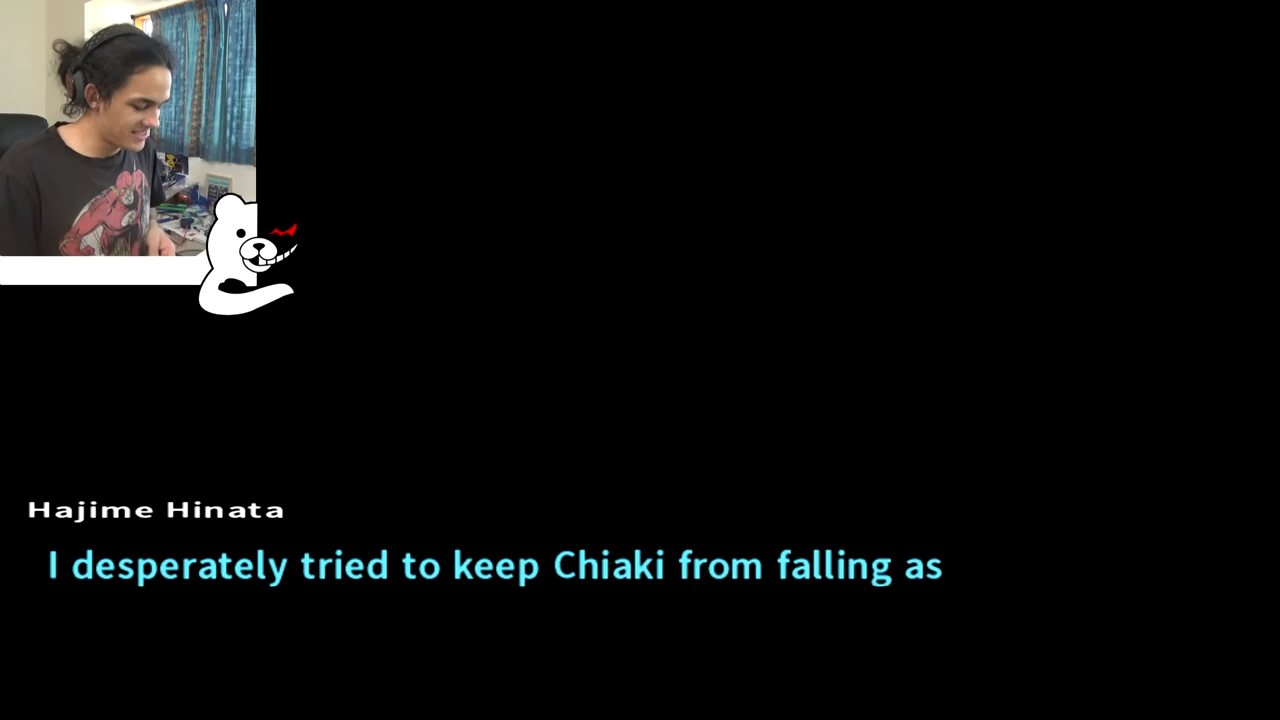 Hajime Hinata
I desperately tried to keep Chiaki from falling as